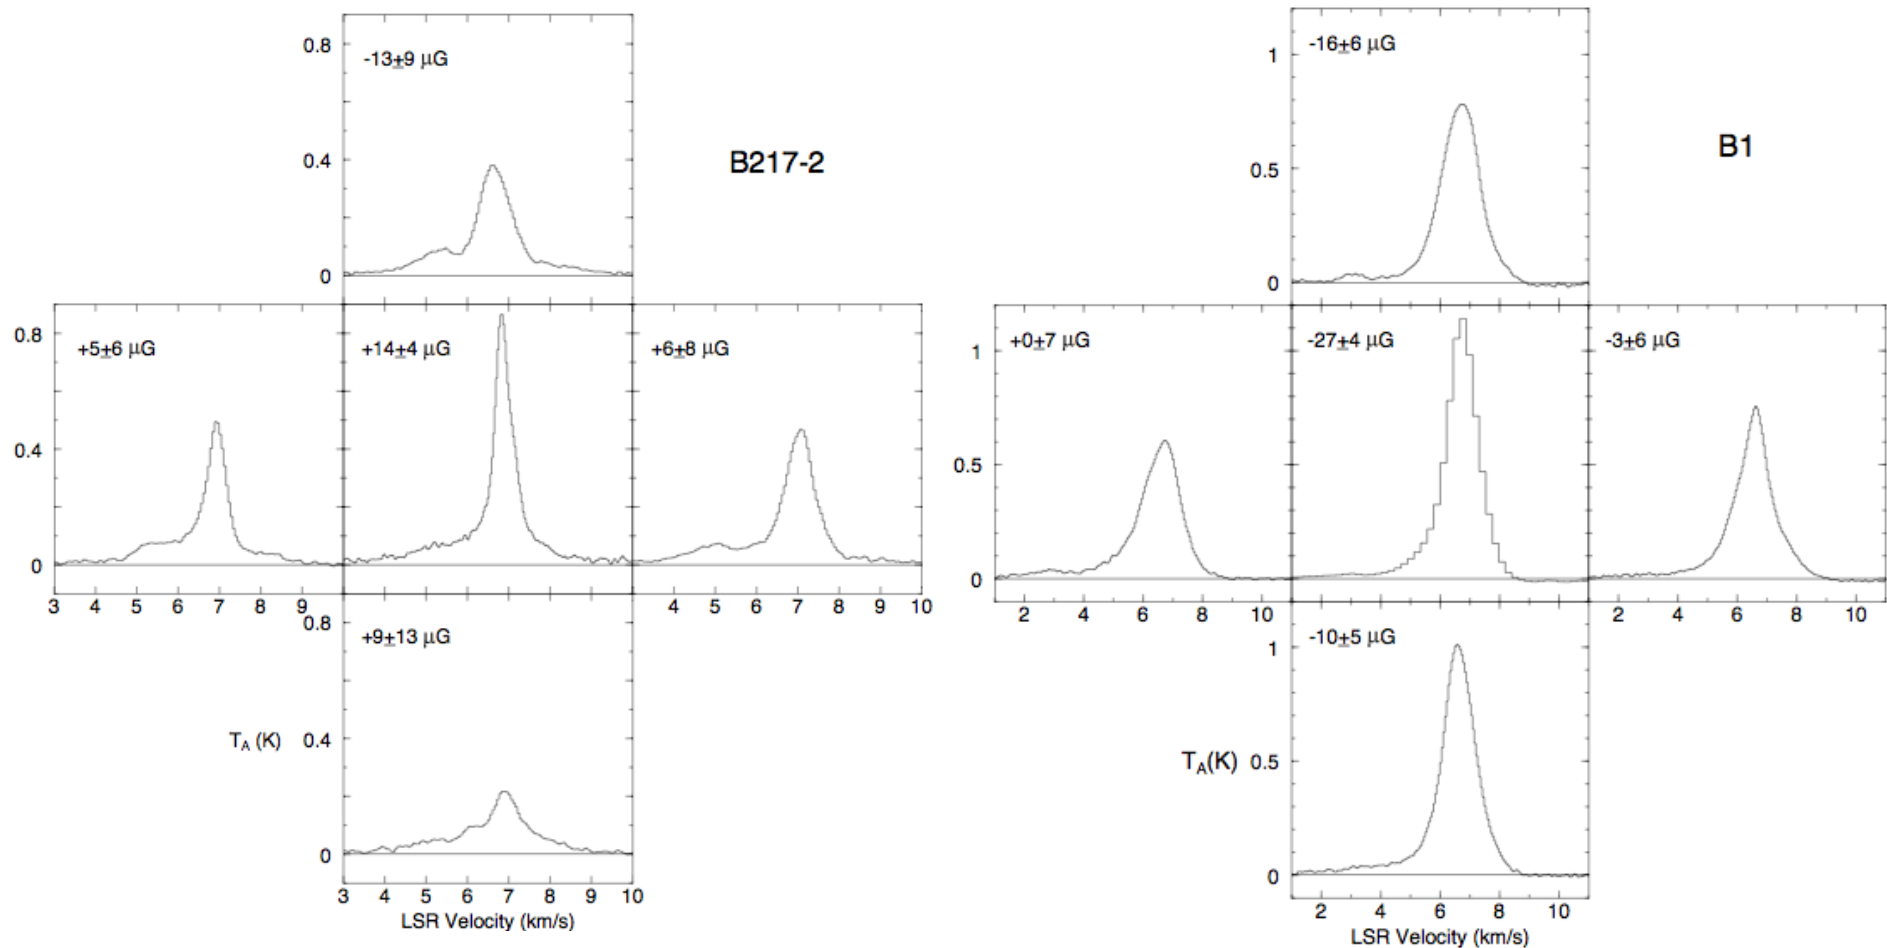 0.8
-13±9 μG
0.4
0
B217-2
0.8
+5±6 μG
+14±4 μG
+6±8 μG
0.4
0
3 4 5 6 7 8 9
4 5 6 7 8 9 10
0.8
+9±13 μG
T_A (K) 0.4
0
3 4 5 6 7 8 9 10
LSR Velocity (km/s)
-16±6 μG
1
0.5
0
B1
+0±7 μG
-27±4 μG
-3±6 μG
1
0.5
0
2 4 6 8 10
2 4 6 8 10
-10±5 μG
1
T_A(K) 0.5
0
2 4 6 8 10
LSR Velocity (km/s)